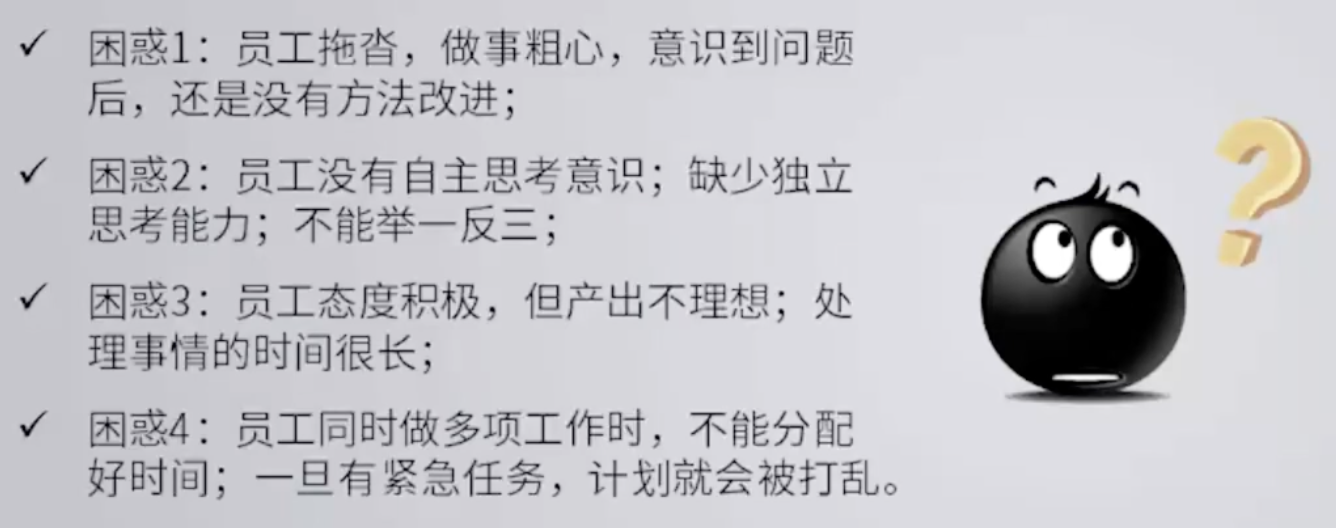 ✓ 困惑1：员工拖沓，做事粗心，意识到问题
后，还是没有方法改进；
✓ 困惑2：员工没有自主思考意识；缺少独立
思考能力；不能举一反三；
✓ 困惑3：员工态度积极，但产出不理想；处
理事情的时间很长；
✓ 困惑4：员工同时做多项工作时，不能分配
好时间；一旦有紧急任务，计划就会被打乱。
?